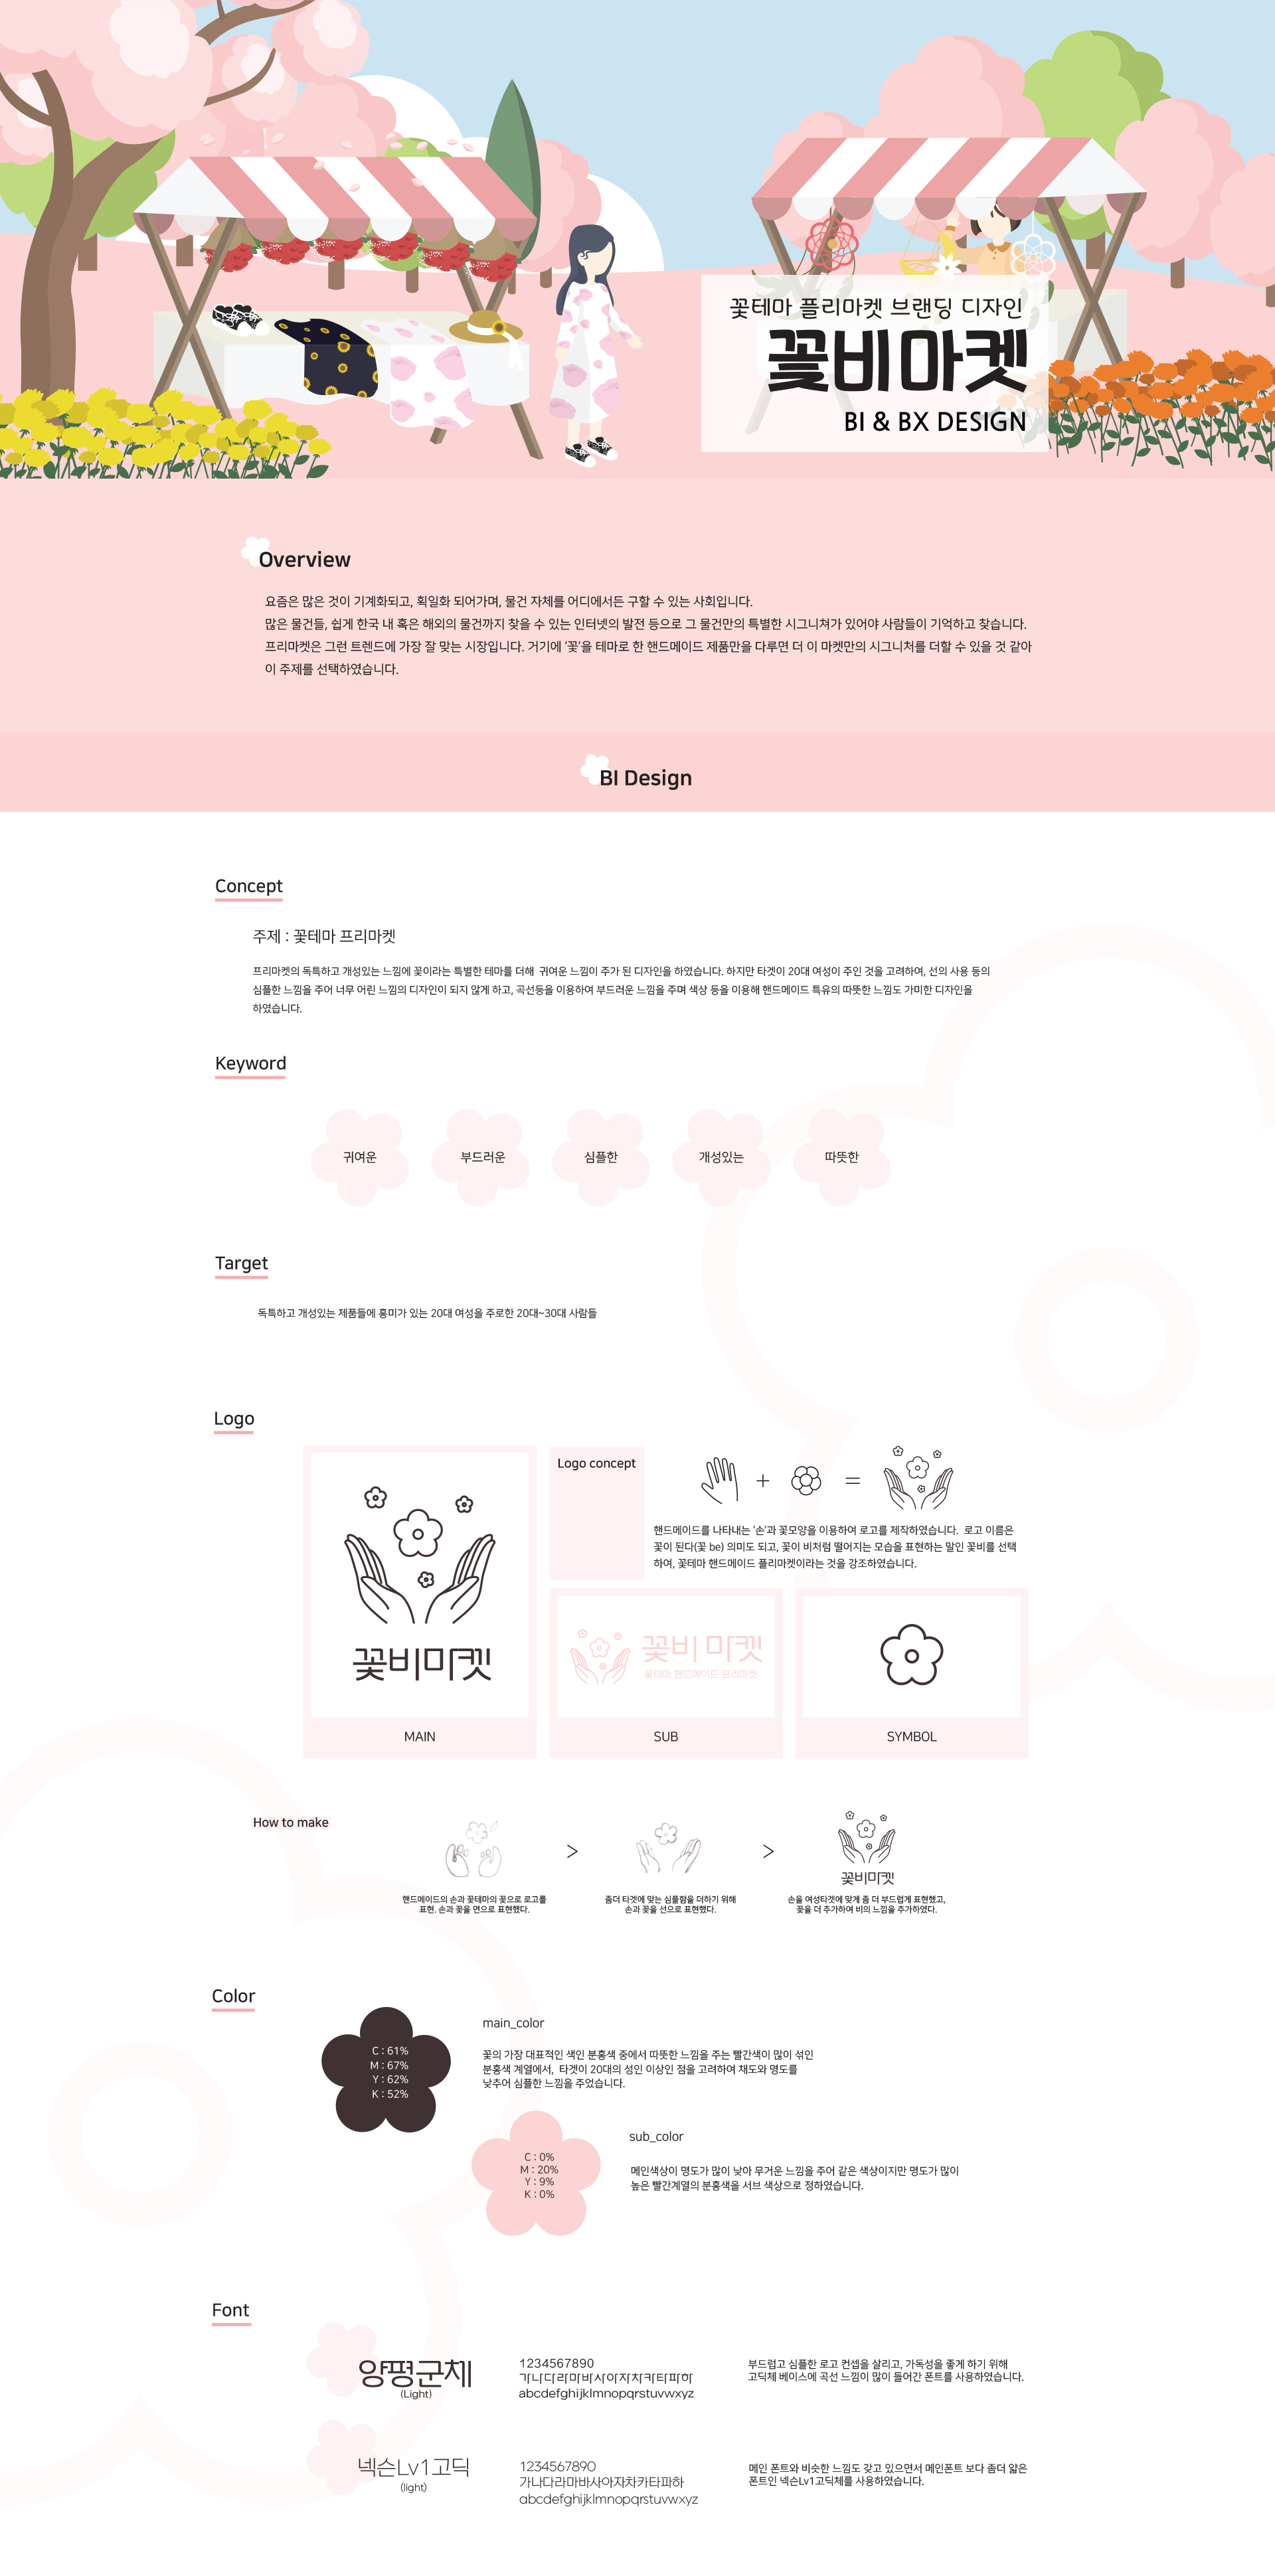 꽃테마 플리마켓 브랜딩 디자인
꽃비마켓
BI & BX DESIGN
Overview
요즘은 많은 것이 기계화되고, 획일화 되어가며, 물건 자체를 어디에서든 구할 수 있는 사회입니다.
많은 물건들, 쉽게 한국 내 혹은 해외의 물건까지 찾을 수 있는 인터넷의 발전 등으로 그 물건만의 특별한 시그니쳐가 있어야 사람들이 기억하고 찾습니다.
프리마켓은 그런 트렌드에 가장 잘 맞는 시장입니다. 거기에 ‘꽃’을 테마로 한 핸드메이드 제품만을 다루면 더 이 마켓만의 시그니처를 더할 수 있을 것 같아
이 주제를 선택하였습니다.
BI Design
Concept
주제 : 꽃테마 프리마켓
프리마켓의 독특하고 개성있는 느낌에 꽃이라는 특별한 테마를 더해 귀여운 느낌이 주가 된 디자인을 하였습니다. 하지만 타겟이 20대 여성이 주인 것을 고려하여, 선의 사용 등의
심플한 느낌을 주어 너무 어린 느낌의 디자인이 되지 않게 하고, 곡선등을 이용하여 부드러운 느낌을 주며 색상 등을 이용해 핸드메이드 특유의 따뜻한 느낌도 가미한 디자인을
하였습니다.
Keyword
귀여운
부드러운
심플한
개성있는
따뜻한
Target
독특하고 개성있는 제품들에 흥미가 있는 20대 여성을 주로한 20대~30대 사람들
Logo
꽃비마켓
MAIN
Logo concept
+
=
핸드메이드를 나타내는 ‘손’과 꽃모양을 이용하여 로고를 제작하였습니다. 로고 이름은
꽃이 된다(꽃 be) 의미도 되고, 꽃이 비처럼 떨어지는 모습을 표현하는 말인 꽃비를 선택
하여, 꽃테마 핸드메이드 플리마켓이라는 것을 강조하였습니다.
꽃비 마켓
꽃테마 핸드메이드 프리마켓
SUB
SYMBOL
How to make
>
>
꽃비마켓
핸드메이드의 손과 꽃테마의 꽃으로 로고를
표현. 손과 꽃을 면으로 표현했다.
좀더 타겟에 맞는 심플함을 더하기 위해
손과 꽃을 선으로 표현했다.
손을 여성타겟에 맞게 좀 더 부드럽게 표현했고,
꽃을 더 추가하여 비의 느낌을 추가하였다.
Color
C : 61%
M : 67%
Y : 62%
K : 52%
main_color
꽃의 가장 대표적인 색인 분홍색 중에서 따뜻한 느낌을 주는 빨간색이 많이 섞인
분홍색 계열에서, 타겟이 20대의 성인 이상인 점을 고려하여 채도와 명도를
낮추어 심플한 느낌을 주었습니다.
C : 0%
M : 20%
Y : 9%
K : 0%
sub_color
메인색상이 명도가 많이 낮아 무거운 느낌을 주어 같은 색상이지만 명도가 많이
높은 빨간계열의 분홍색을 서브 색상으로 정하였습니다.
Font
양평군체
(Light)
1234567890
가나다라마바사아자차카타파하
abcdefghijklmnopqrstuvwxyz
부드럽고 심플한 로고 컨셉을 살리고, 가독성을 좋게 하기 위해
고딕체 베이스에 곡선 느낌이 많이 들어간 폰트를 사용하였습니다.
넥슨Lv1고딕
(light)
1234567890
가나다라마바사아자차카타파하
abcdefghijklmnopqrstuvwxyz
메인 폰트와 비슷한 느낌도 갖고 있으면서 메인폰트 보다 좀더 얇은
폰트인 넥슨Lv1고딕체를 사용하였습니다.